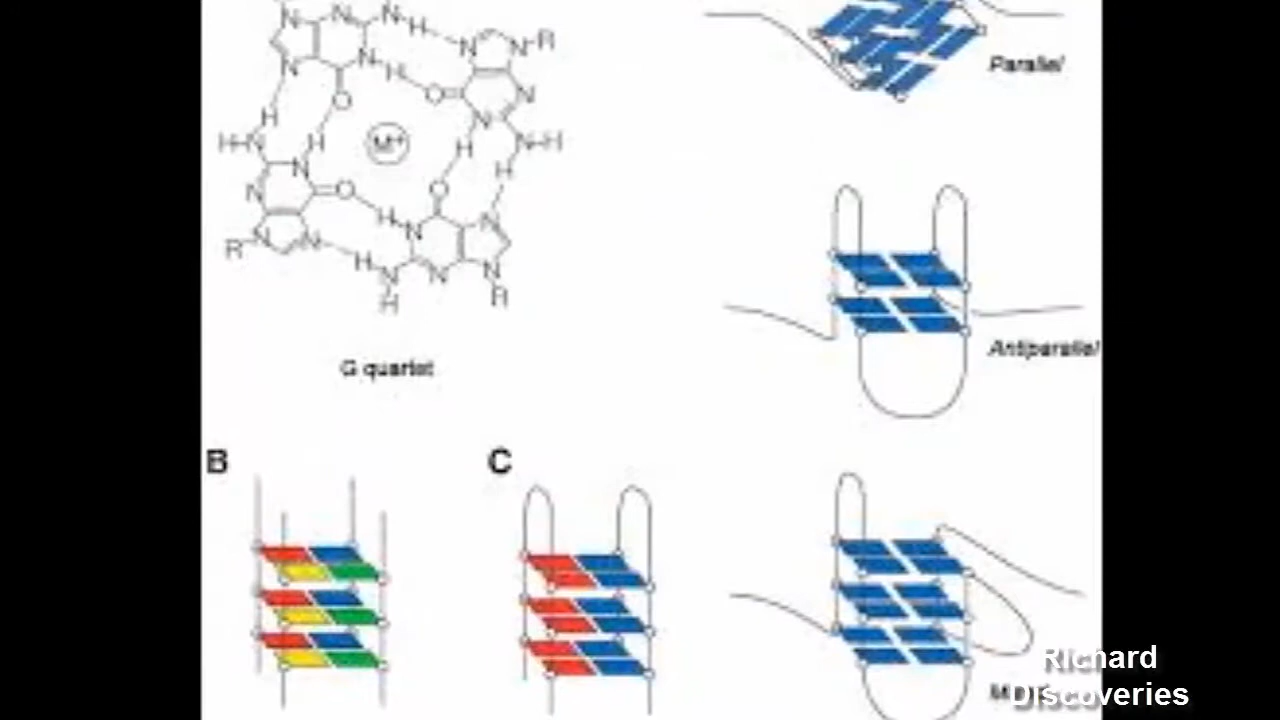 N N N H
N R
N N H O
N
H O N
H-N H M+ H N-H
N H
N O O
H N N
R N N H N N N
N
H R
Parallel
Antiparallel
G quartet
B C
Richard
Discoveries